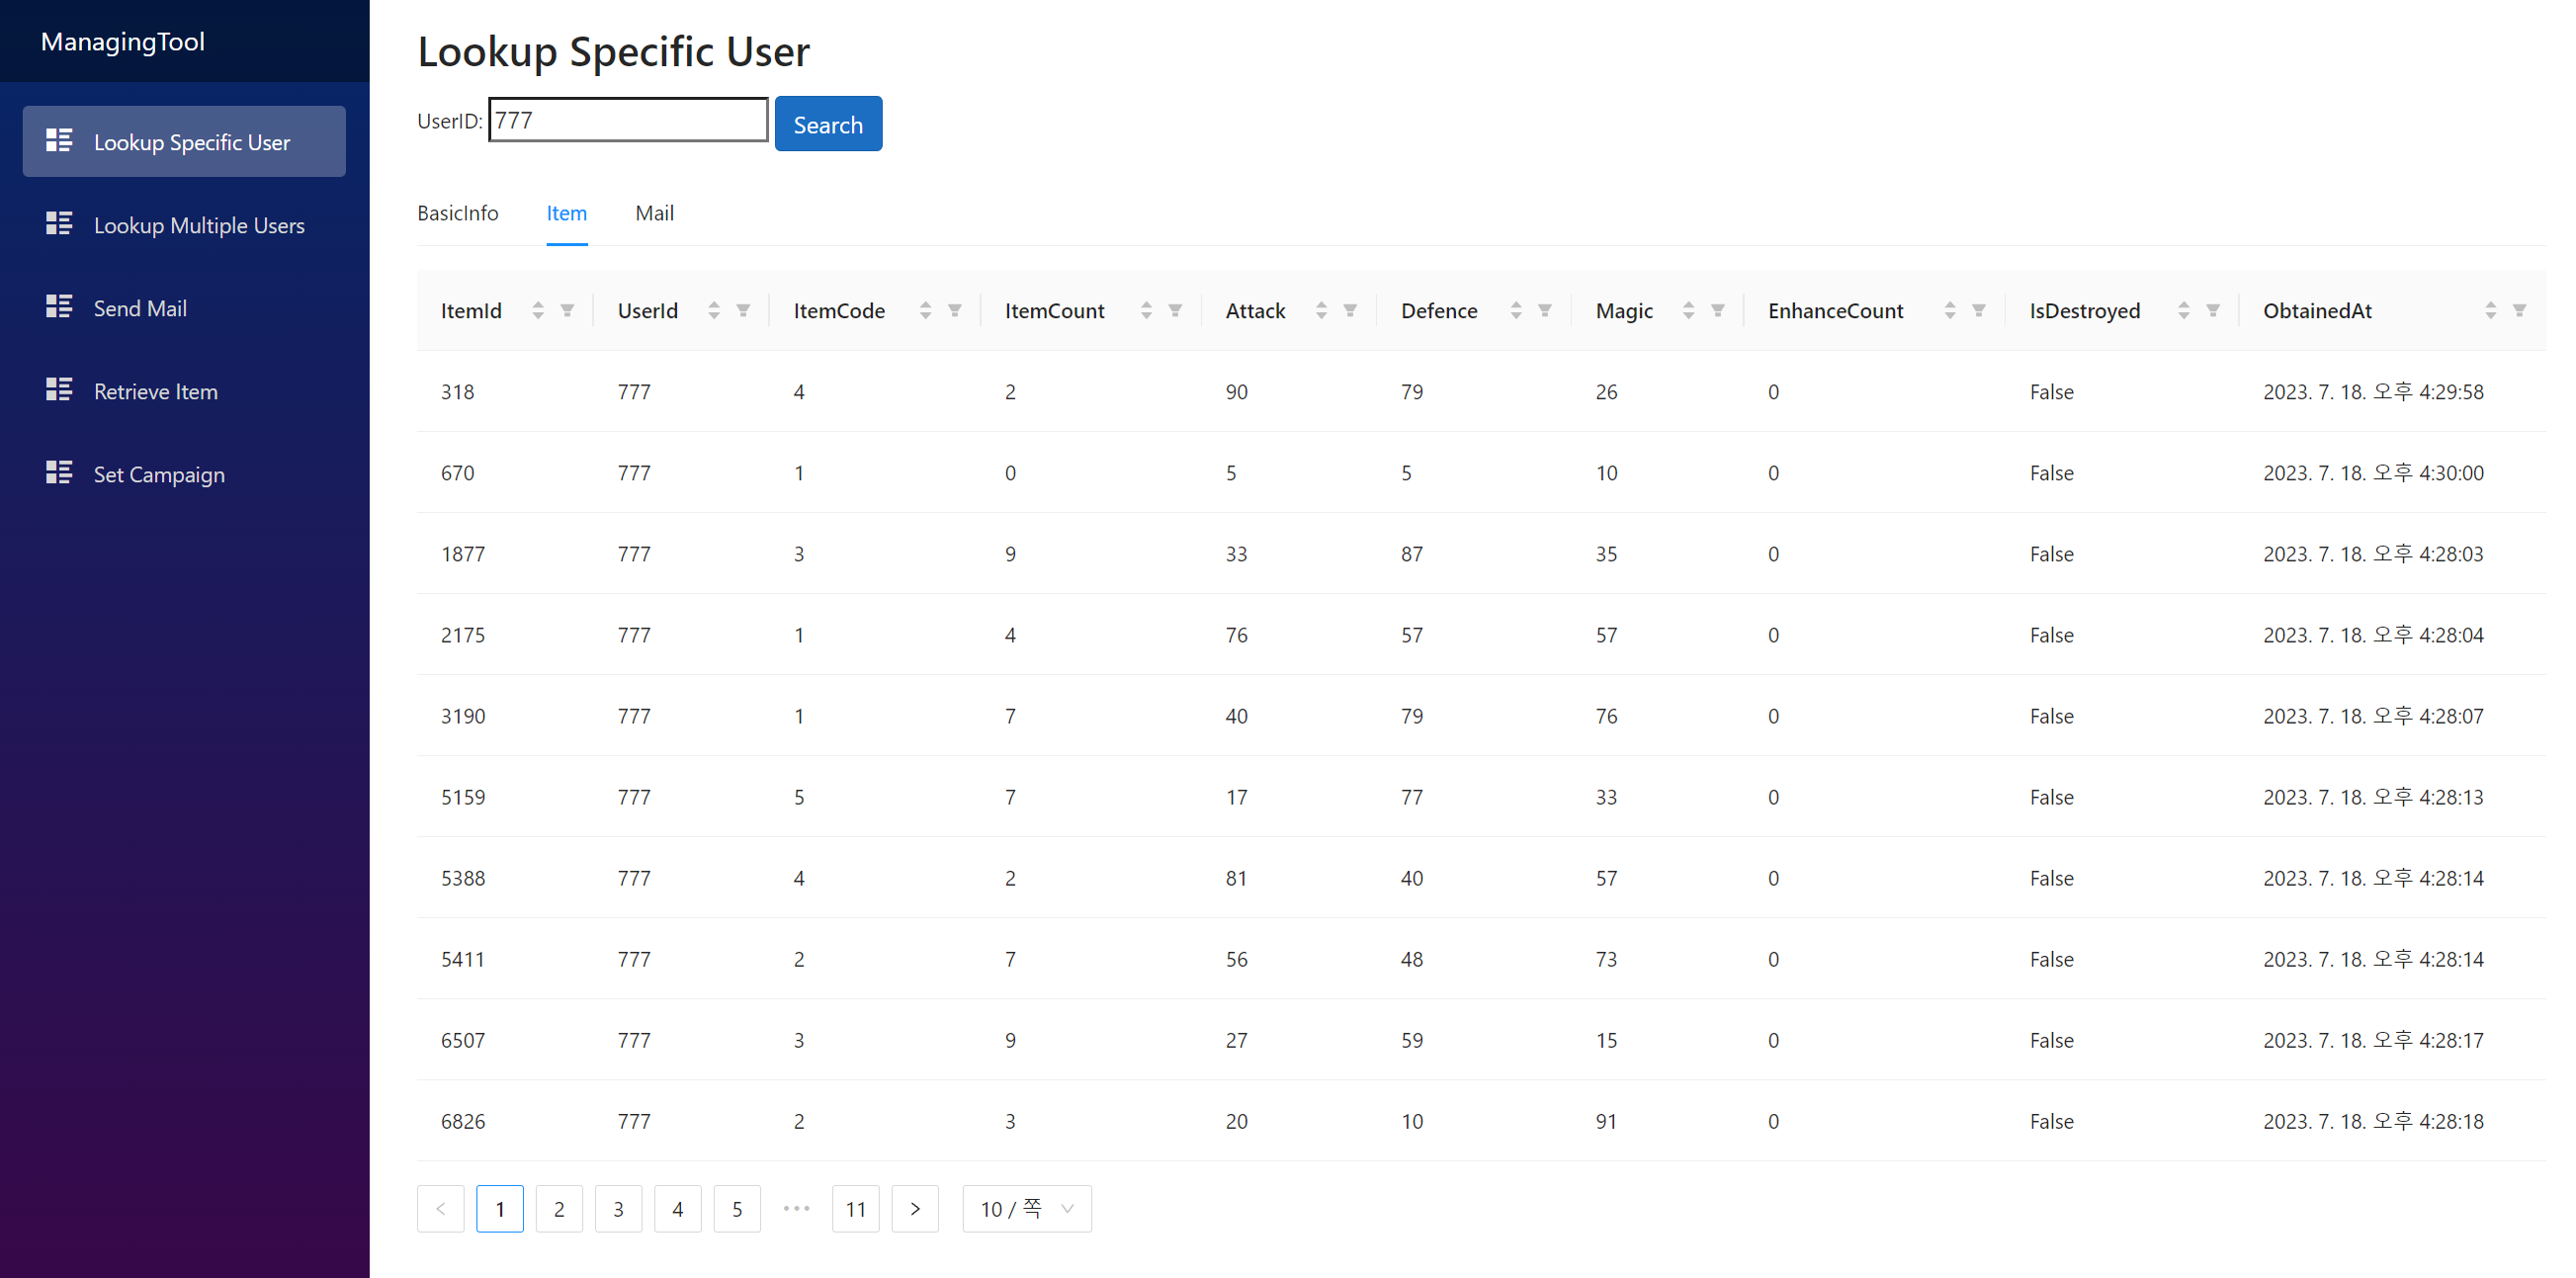 ManagingTool
Lookup Specific User
Lookup Multiple Users
Send Mail
Retrieve Item
Set Campaign
Lookup Specific User
UserID: 777 Search
BasicInfo Item Mail
ItemId UserId ItemCode ItemCount Attack Defence Magic EnhanceCount IsDestroyed ObtainedAt
318 777 4 2 90 79 26 0 False 2023. 7. 18. 오후 4:29:58
670 777 1 0 5 5 10 0 False 2023. 7. 18. 오후 4:30:00
1877 777 3 9 33 87 35 0 False 2023. 7. 18. 오후 4:28:03
2175 777 1 4 76 57 57 0 False 2023. 7. 18. 오후 4:28:04
3190 777 1 7 40 79 76 0 False 2023. 7. 18. 오후 4:28:07
5159 777 5 7 17 77 33 0 False 2023. 7. 18. 오후 4:28:13
5388 777 4 2 81 40 57 0 False 2023. 7. 18. 오후 4:28:14
5411 777 2 7 56 48 73 0 False 2023. 7. 18. 오후 4:28:14
6507 777 3 9 27 59 15 0 False 2023. 7. 18. 오후 4:28:17
6826 777 2 3 20 10 91 0 False 2023. 7. 18. 오후 4:28:18
< 1 2 3 4 5 ••• 11 > 10 / 쪽